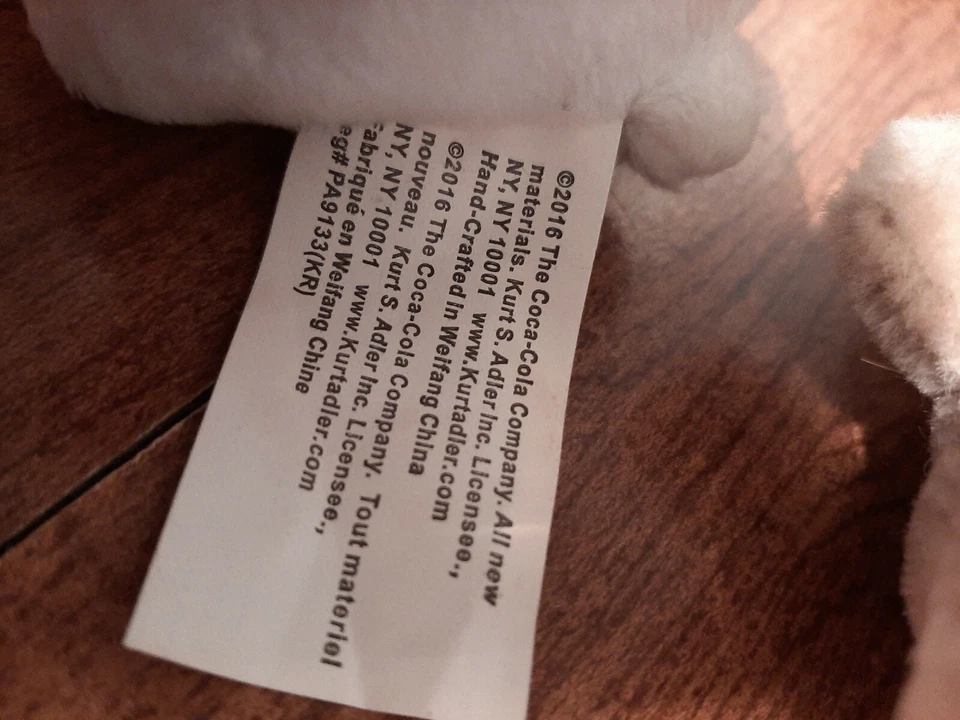 ©2016 The Coca-Cola Company. All new
materials. Kurt S. Adler Inc. Licensee.,
NY, NY 10001 www.Kurtadler.com
Hand-Crafted in Weifang China
©2016 The Coca-Cola Company. Tout materiel
nouveau. Kurt S. Adler Inc. Licensee.,
NY, NY 10001 www.Kurtadler.com
Fabriqué en Weifang Chine
eg# PA9133(KR)